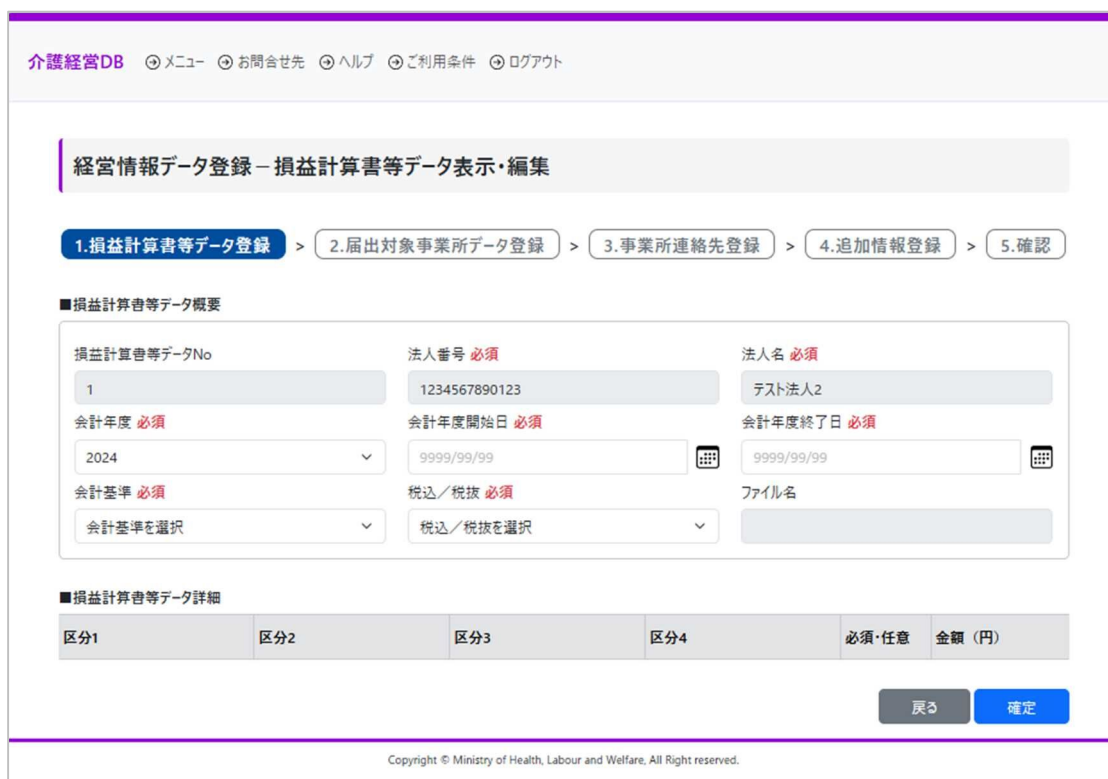 介護経営DB メニュー お問合せ先 ヘルプ ご利用条件 ログアウト
経営情報データ登録－損益計算書等データ表示・編集
1.損益計算書等データ登録 > 2.届出対象事業所データ登録 > 3.事業所連絡先登録 > 4.追加情報登録 > 5.確認
■損益計算書等データ概要
損益計算書等データNo 法人番号 必須 法人名 必須
1 1234567890123 テスト法人2
会計年度 必須 会計年度開始日 必須 会計年度終了日 必須
2024 9999/99/99 9999/99/99
会計基準 必須 税込／税抜 必須 ファイル名
会計基準を選択 税込／税抜を選択
■損益計算書等データ詳細
区分1 区分2 区分3 区分4 必須・任意 金額（円）
戻る 確定
Copyright © Ministry of Health, Labour and Welfare, All Right reserved.